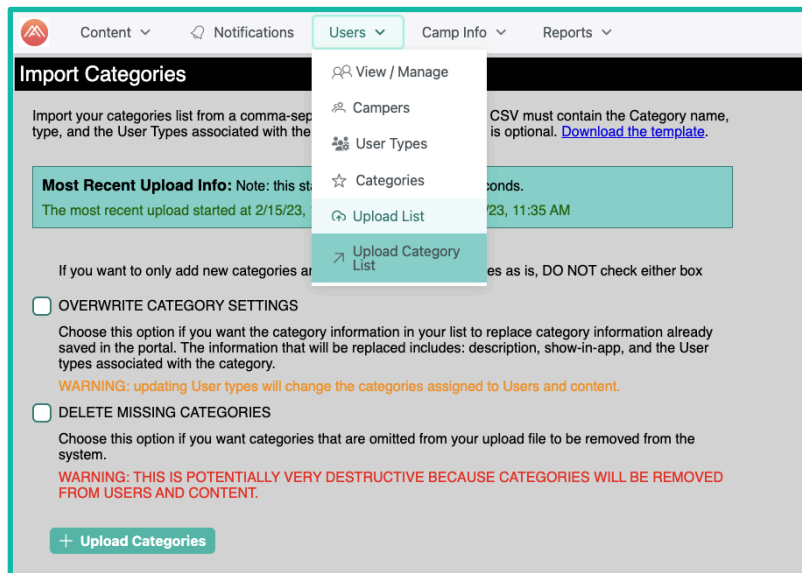 Content
Notifications
Users
Camp Info
Reports
Import Categories
View / Manage
Campers
User Types
Categories
Upload List
Upload Category
List
Import your categories list from a comma-sep CSV must contain the Category name,
type, and the User Types associated with the is optional. Download the template.
Most Recent Upload Info: Note: this sta conds.
The most recent upload started at 2/15/23, /23, 11:35 AM
If you want to only add new categories an es as is, DO NOT check either box
OVERWRITE CATEGORY SETTINGS
Choose this option if you want the category information in your list to replace category information already
saved in the portal. The information that will be replaced includes: description, show-in-app, and the User
types associated with the category.
WARNING: updating User types will change the categories assigned to Users and content.
DELETE MISSING CATEGORIES
Choose this option if you want categories that are omitted from your upload file to be removed from the
system.
WARNING: THIS IS POTENTIALLY VERY DESTRUCTIVE BECAUSE CATEGORIES WILL BE REMOVED
FROM USERS AND CONTENT.
+ Upload Categories